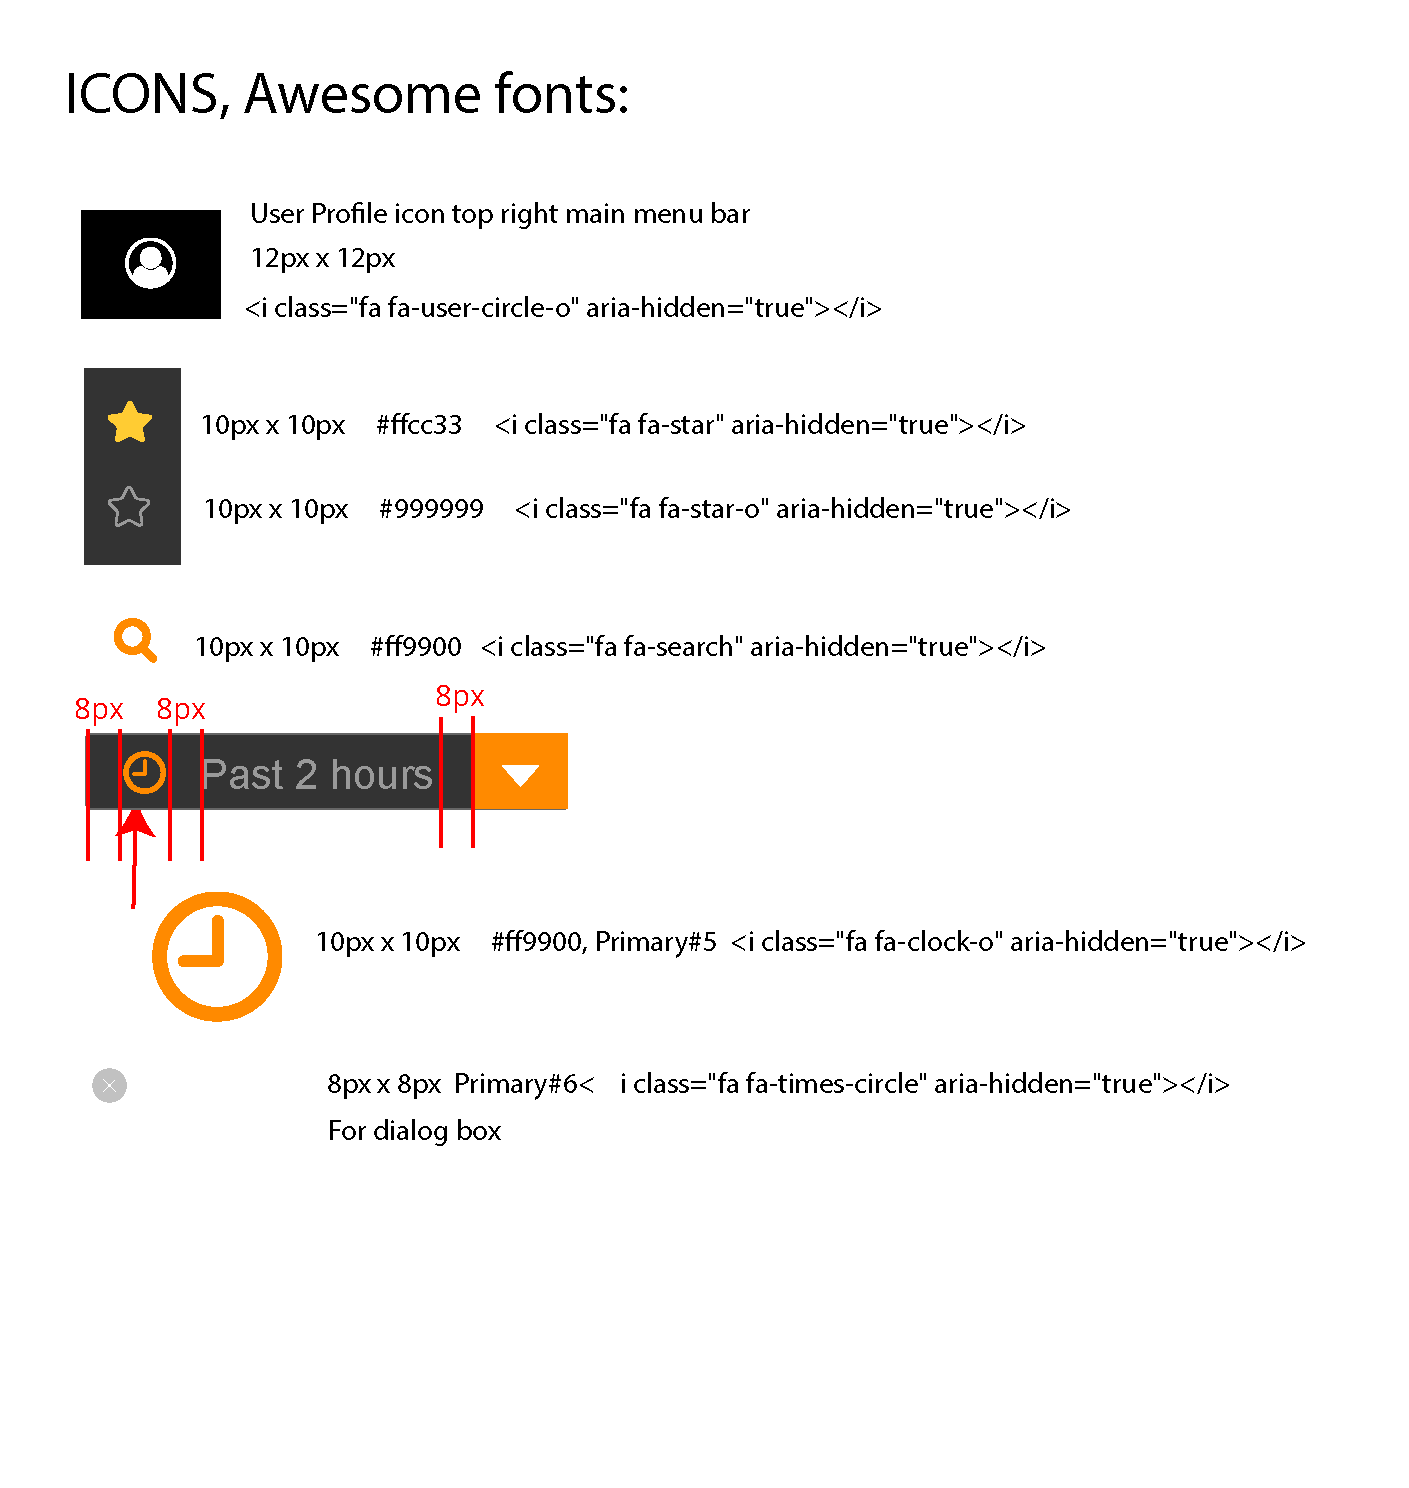 ICONS, Awesome fonts:
User Profile icon top right main menu bar
12px x 12px
<i class="fa fa-user-circle-o" aria-hidden="true"></i>
10px x 10px #ffcc33 <i class="fa fa-star" aria-hidden="true"></i>
10px x 10px #999999 <i class="fa fa-star-o" aria-hidden="true"></i>
10px x 10px #ff9900 <i class="fa fa-search" aria-hidden="true"></i>
8px 8px 8px
Past 2 hours
10px x 10px #ff9900, Primary#5 <i class="fa fa-clock-o" aria-hidden="true"></i>
8px x 8px Primary#6< i class="fa fa-times-circle" aria-hidden="true"></i>
For dialog box